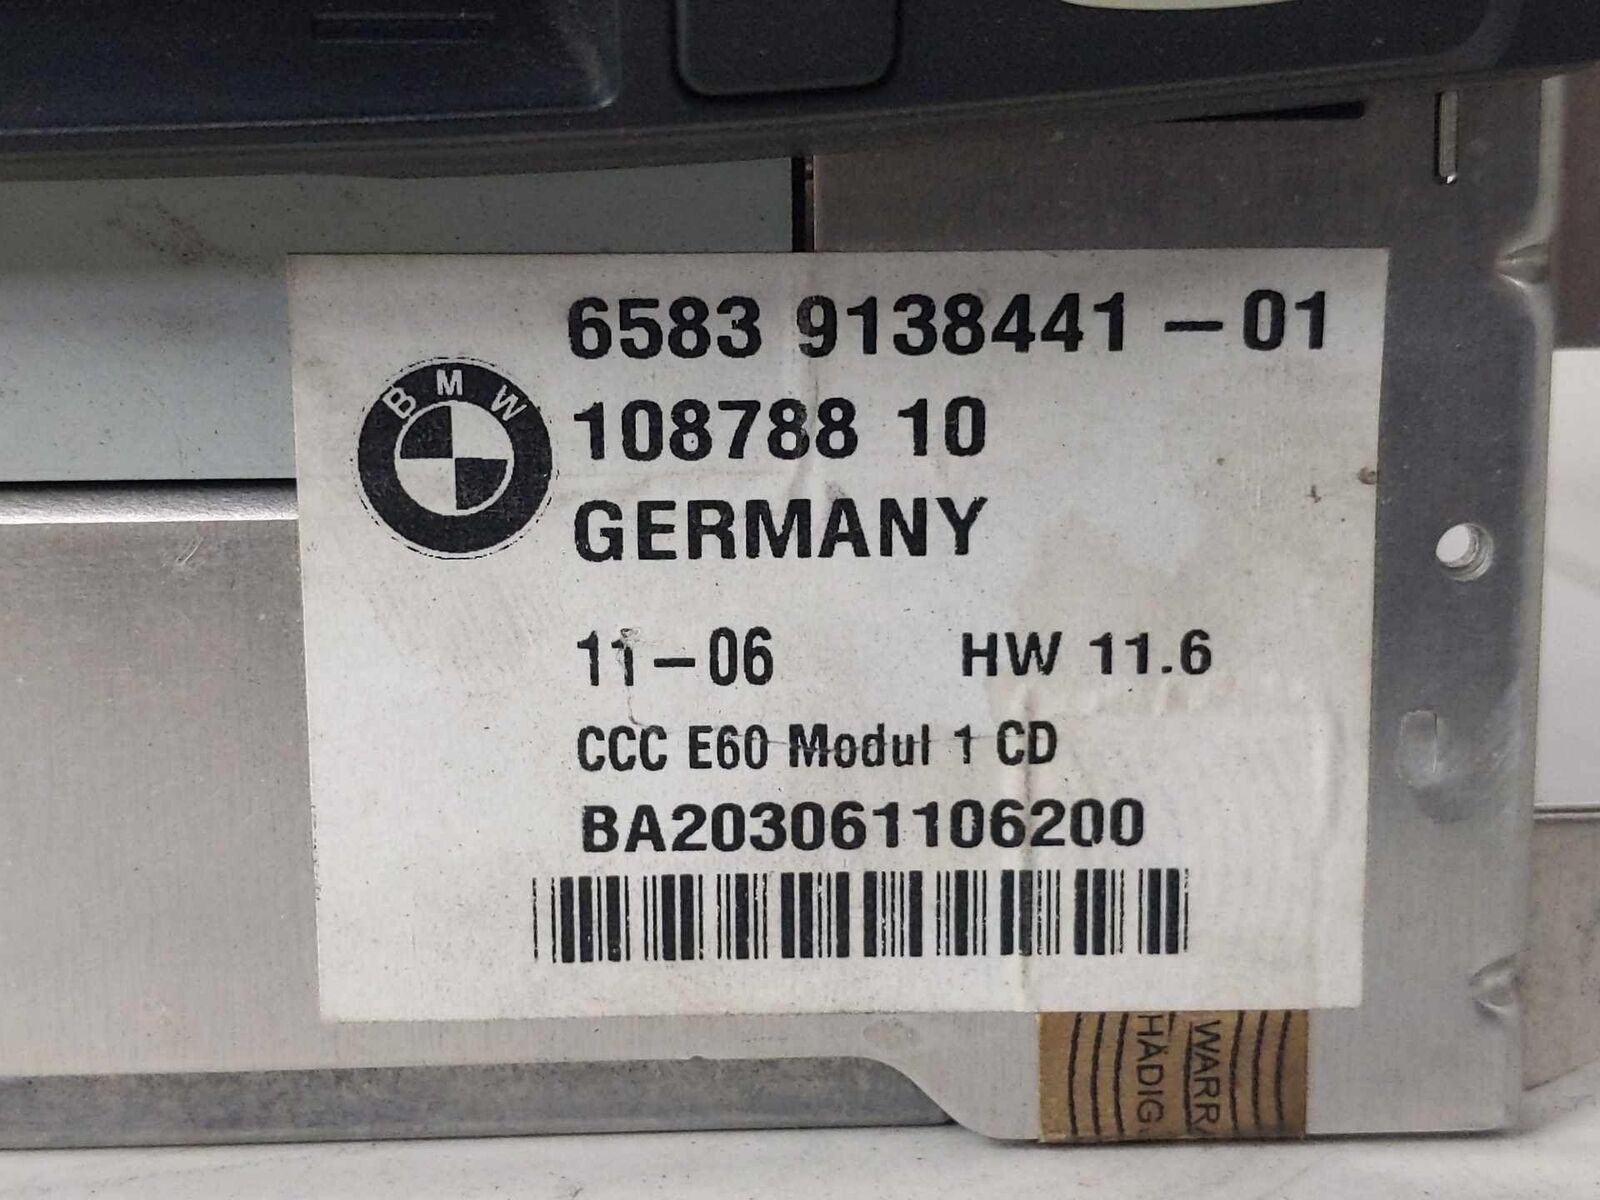 6583 9138441-01
BMW
108788 10
GERMANY
11-06 HW 11.6
CCC E60 Modul 1 CD
BA203061106200
WARR
HÄDIG